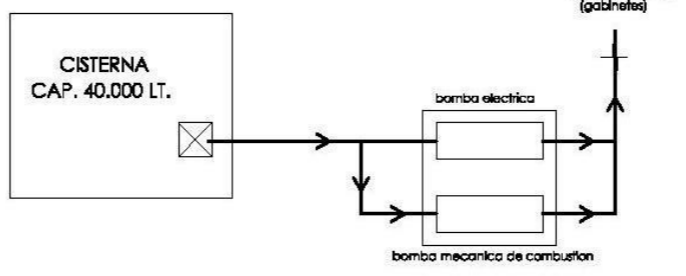 (gabinetes)
CISTERNA
CAP. 40.000 LT.
bomba electrica
bomba mecanica de combustion